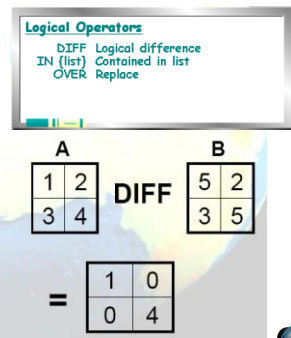 Logical Operators
DIFF Logical difference
IN {list} Contained in list
OVER Replace
A B
1 2 DIFF 5 2
3 4 3 5
= 1 0
0 4